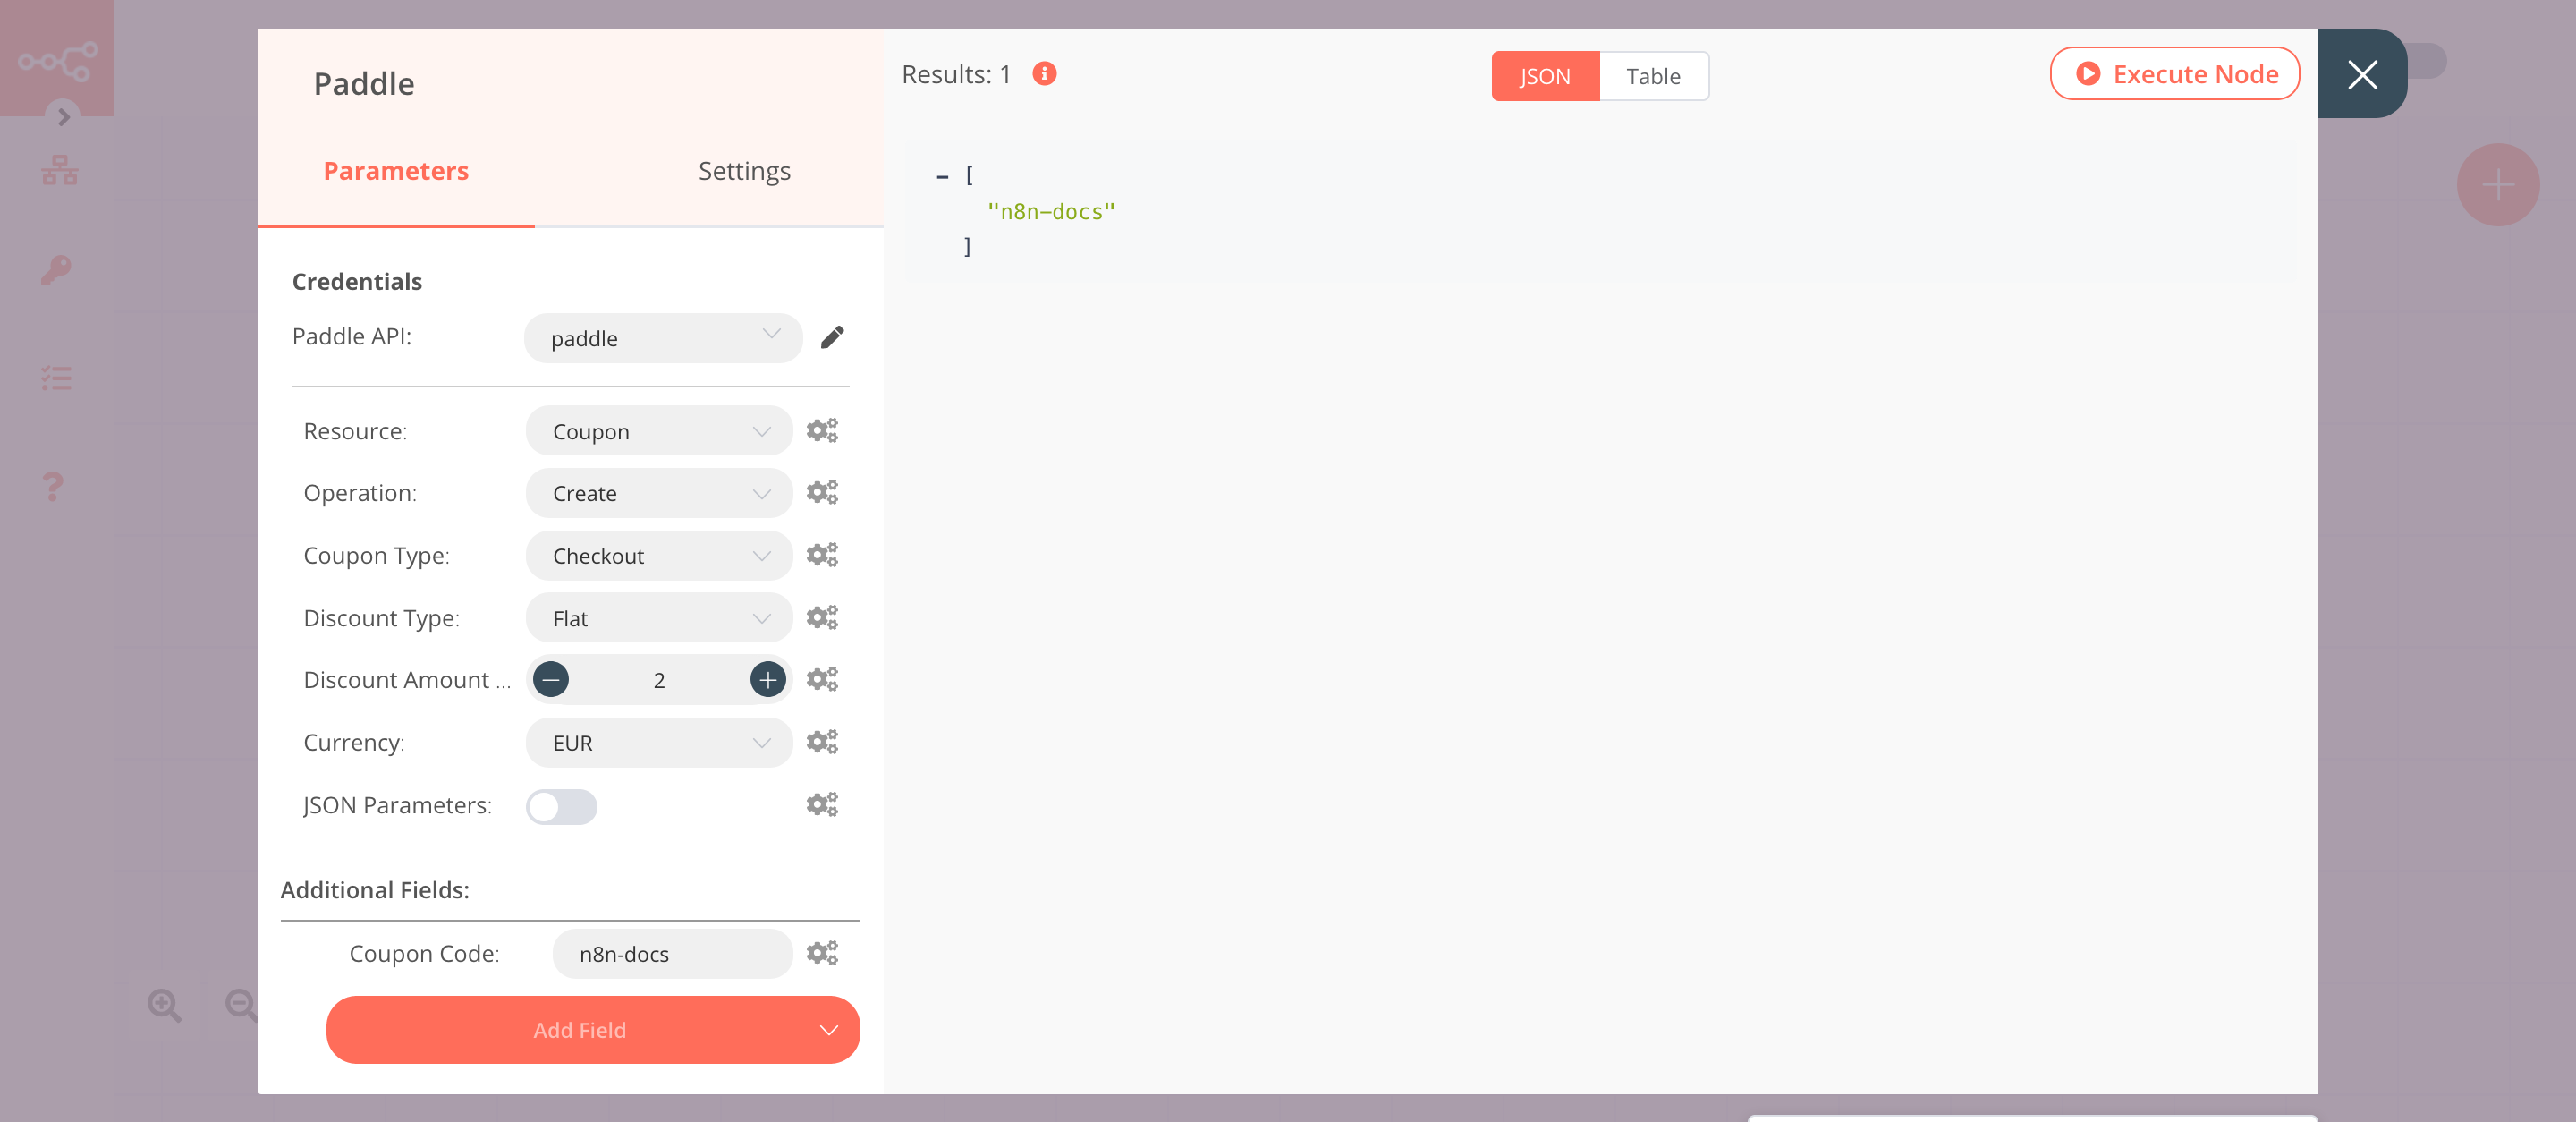 Paddle
Parameters
Settings
Credentials
Paddle API:
paddle
Resource:
Coupon
Operation:
Create
Coupon Type:
Checkout
Discount Type:
Flat
Discount Amount ...
2
Currency:
EUR
JSON Parameters:
Additional Fields:
Coupon Code:
n8n-docs
Add Field
Results: 1
JSON
Table
Execute Node
[
"n8n-docs"
]